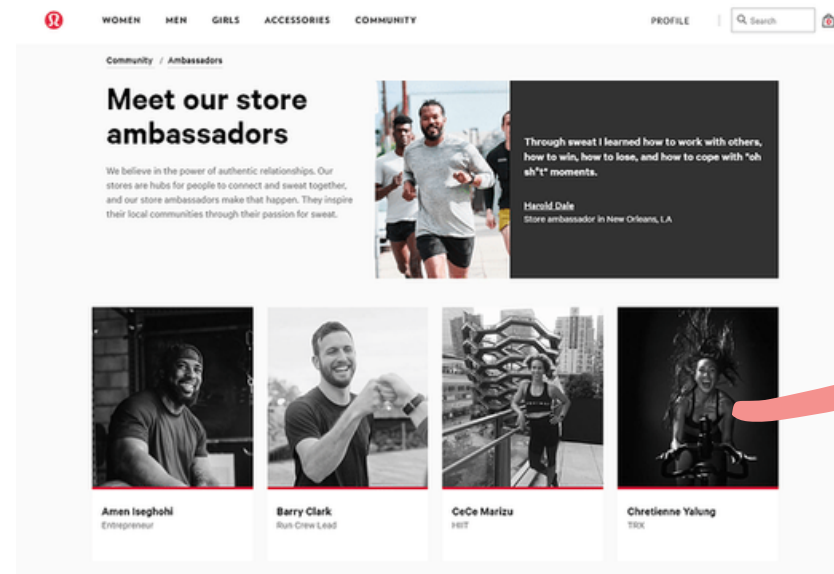 WOMEN MEN GIRLS ACCESSORIES COMMUNITY PROFILE Search
Community / Ambassadors
Meet our store
ambassadors
We believe in the power of authentic relationships. Our
stores are hubs for people to connect and sweat together,
and our store ambassadors make that happen. They inspire
their local communities through their passion for sweat.
Through sweat I learned how to work with others,
how to win, how to lose, and how to cope with "oh
sh*t" moments.
Harold Dale
Store ambassador in New Orleans, LA
Amen Iseghohi
Entrepreneur
Barry Clark
Run Crew Lead
CeCe Marizu
HIIT
Chretienne Yalung
TRX